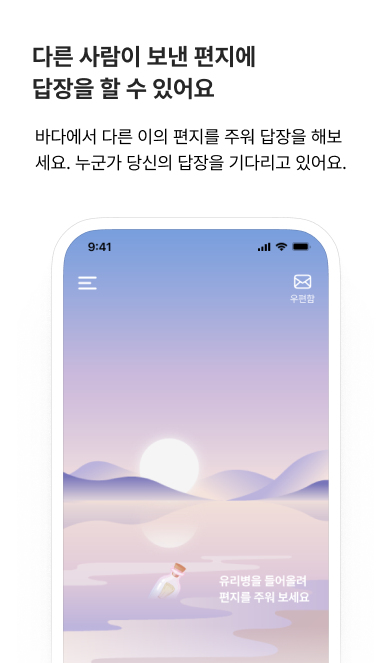 다른 사람이 보낸 편지에
답장을 할 수 있어요
바다에서 다른 이의 편지를 주워 답장을 해보
세요. 누군가 당신의 답장을 기다리고 있어요.
9:41
우편함
유리병을 들어올려
편지를 주워 보세요